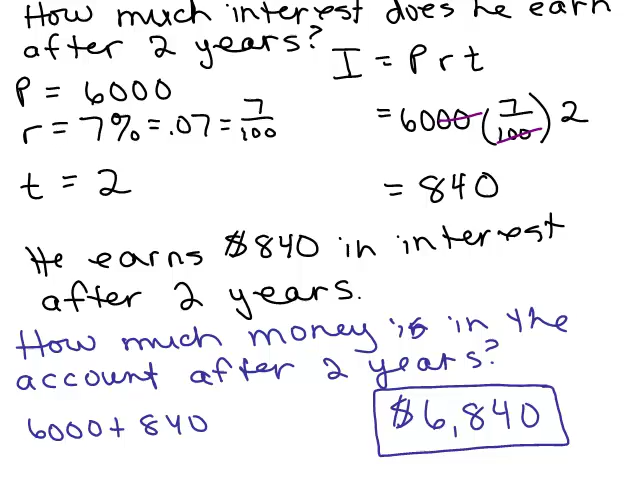 How much interest does he earn
after 2 years?
I = P r t
P = 6000
= 6000 (7/100) 2
r = 7% = .07 = 7/100
t = 2
= 840
He earns $840 in interest
after 2 years.
How much money is in the
account after 2 years?
6000 + 840
$6,840